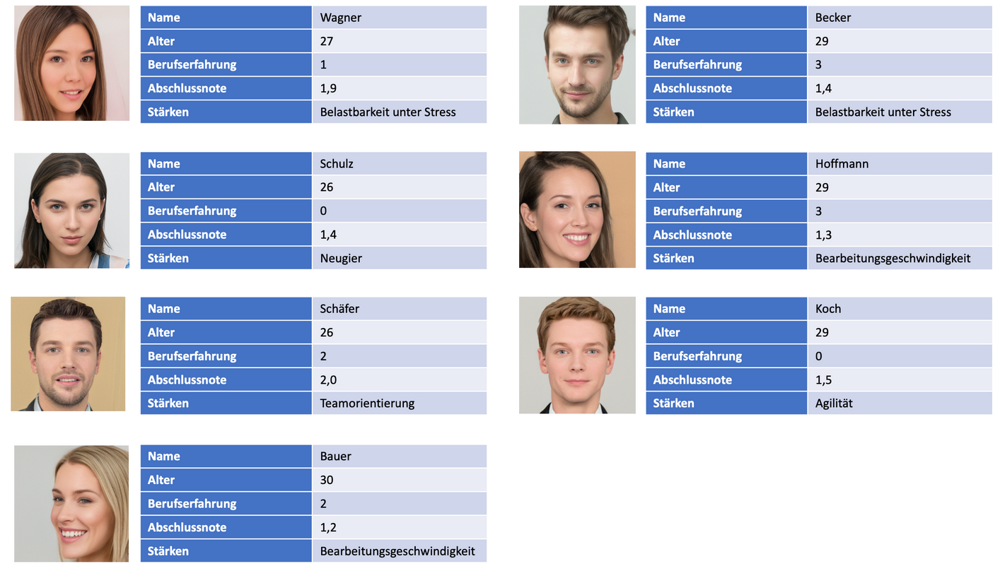 Name Wagner
Alter 27
Berufserfahrung 1
Abschlussnote 1,9
Stärken Belastbarkeit unter Stress
Name Becker
Alter 29
Berufserfahrung 3
Abschlussnote 1,4
Stärken Belastbarkeit unter Stress
Name Schulz
Alter 26
Berufserfahrung 0
Abschlussnote 1,4
Stärken Neugier
Name Hoffmann
Alter 29
Berufserfahrung 3
Abschlussnote 1,3
Stärken Bearbeitungsgeschwindigkeit
Name Schäfer
Alter 26
Berufserfahrung 2
Abschlussnote 2,0
Stärken Teamorientierung
Name Koch
Alter 29
Berufserfahrung 0
Abschlussnote 1,5
Stärken Agilität
Name Bauer
Alter 30
Berufserfahrung 2
Abschlussnote 1,2
Stärken Bearbeitungsgeschwindigkeit